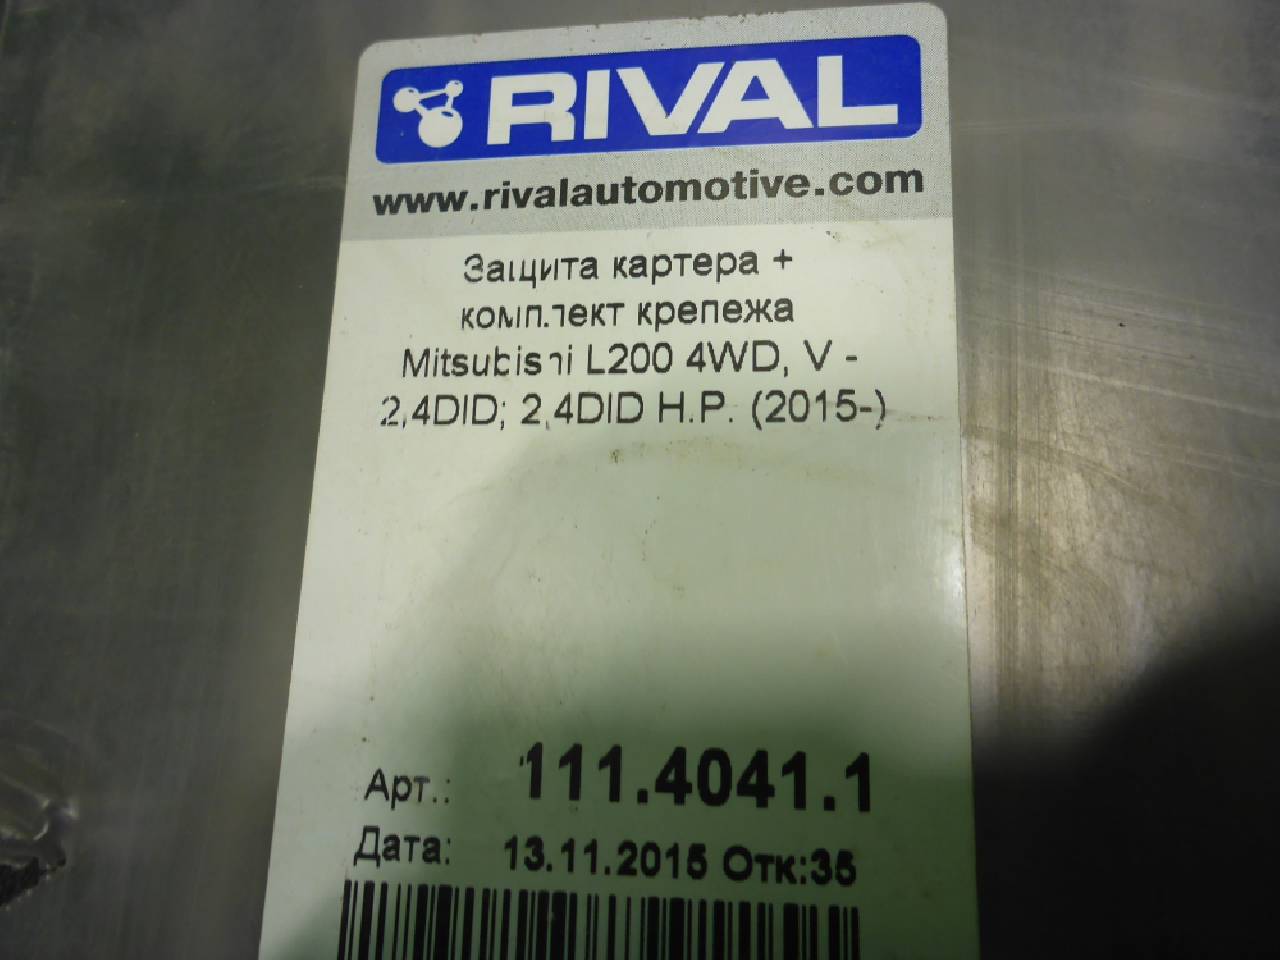 RIVAL
www.rivalautomotive.com
Защита картера +
комплект крепежа
Mitsubishi L200 4WD, V -
2,4DID; 2,4DID H.P. (2015-)
Арт.: 111.4041.1
Дата: 13.11.2015 Отк:35